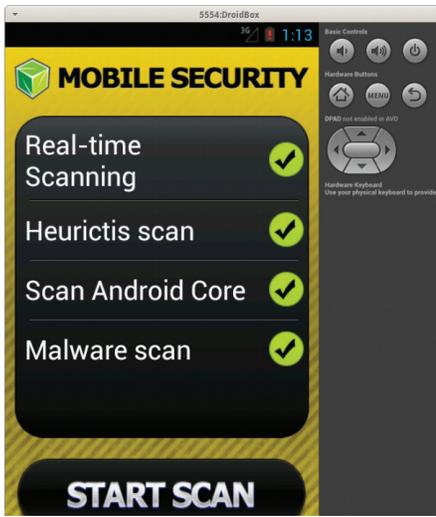 5554:DroidBox
3G 1:13
MOBILE SECURITY
Real-time
Scanning
Heurictis scan
Scan Android Core
Malware scan
START SCAN
Basic Controls
Hardware Buttons
MENU
DPAD not enabled in AVD
Hardware Keyboard
Use your physical keyboard to provide